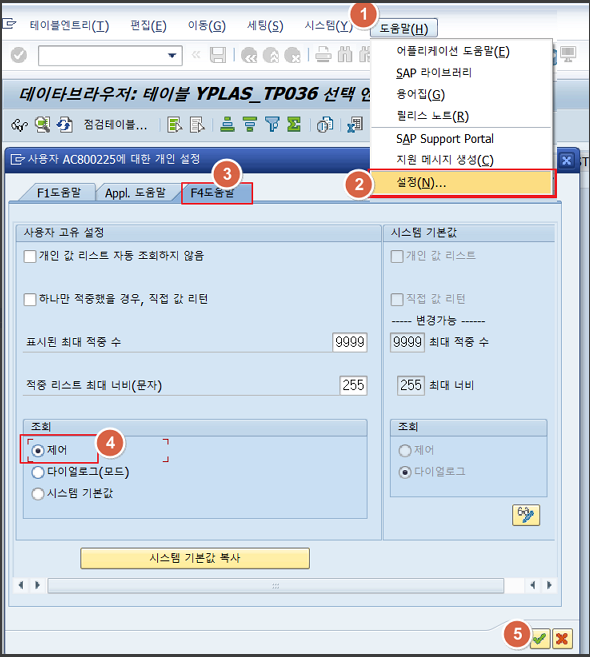 테이블엔트리(T) 편집(E) 이동(G) 세팅(S) 시스템(Y) 1 도움말(H)
어플리케이션 도움말(E)
SAP 라이브러리
용어집(G)
릴리스 노트(R)
SAP Support Portal
지원 메시지 생성(C)
2 설정(N)...
데이타브라우저: 테이블 YPLAS_TP036 선택 엔
점검테이블...
사용자 AC800225에 대한 개인 설정
F1도움말 Appl. 도움말 3 F4도움말
사용자 고유 설정 시스템 기본값
개인 값 리스트 자동 조회하지 않음 개인 값 리스트
하나만 적중했을 경우, 직접 값 리턴 직접 값 리턴
----- 변경가능 ------
표시된 최대 적중 수 9999 9999 최대 적중 수
적중 리스트 최대 너비(문자) 255 255 최대 너비
조회 조회
제어 4 제어
다이얼로그(모드) 다이얼로그
시스템 기본값
시스템 기본값 복사
5